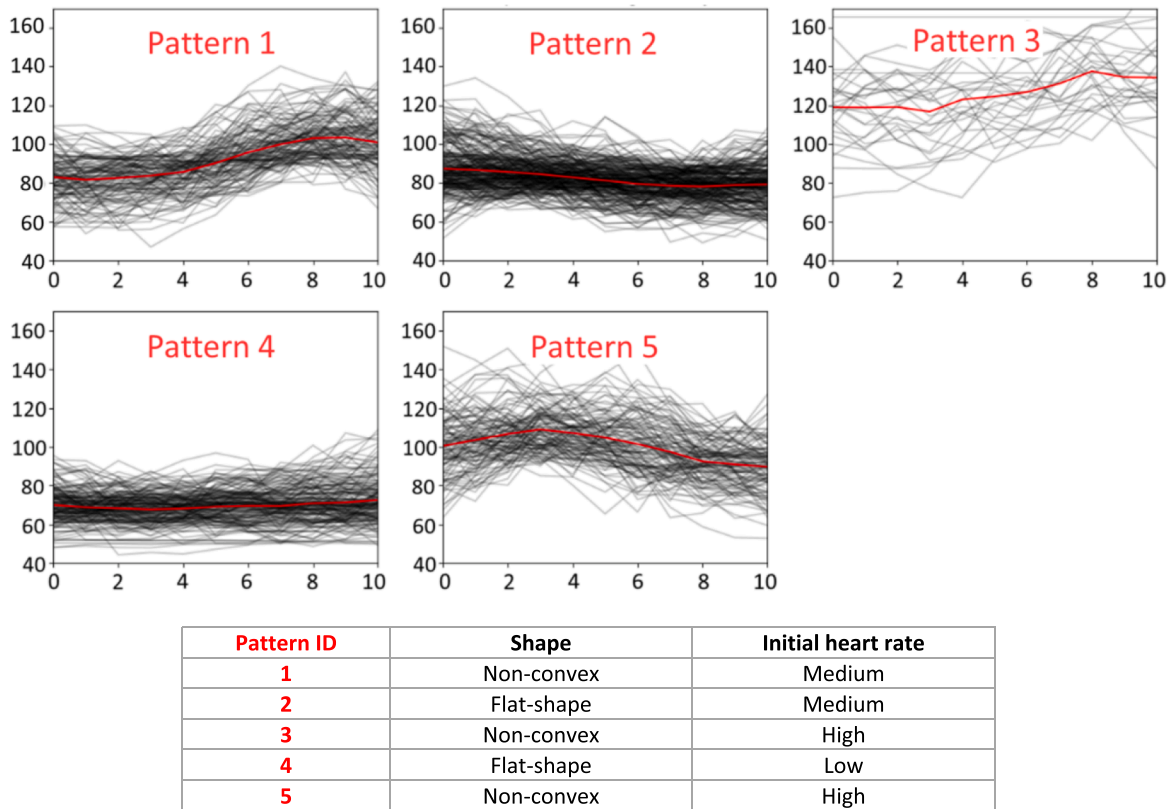 Pattern 1
160
140
120
100
80
60
40
0 2 4 6 8 10
Pattern 2
160
140
120
100
80
60
40
0 2 4 6 8 10
Pattern 3
160
140
120
100
80
60
40
0 2 4 6 8 10
Pattern 4
160
140
120
100
80
60
40
0 2 4 6 8 10
Pattern 5
160
140
120
100
80
60
40
0 2 4 6 8 10
Pattern ID Shape Initial heart rate
1 Non-convex Medium
2 Flat-shape Medium
3 Non-convex High
4 Flat-shape Low
5 Non-convex High